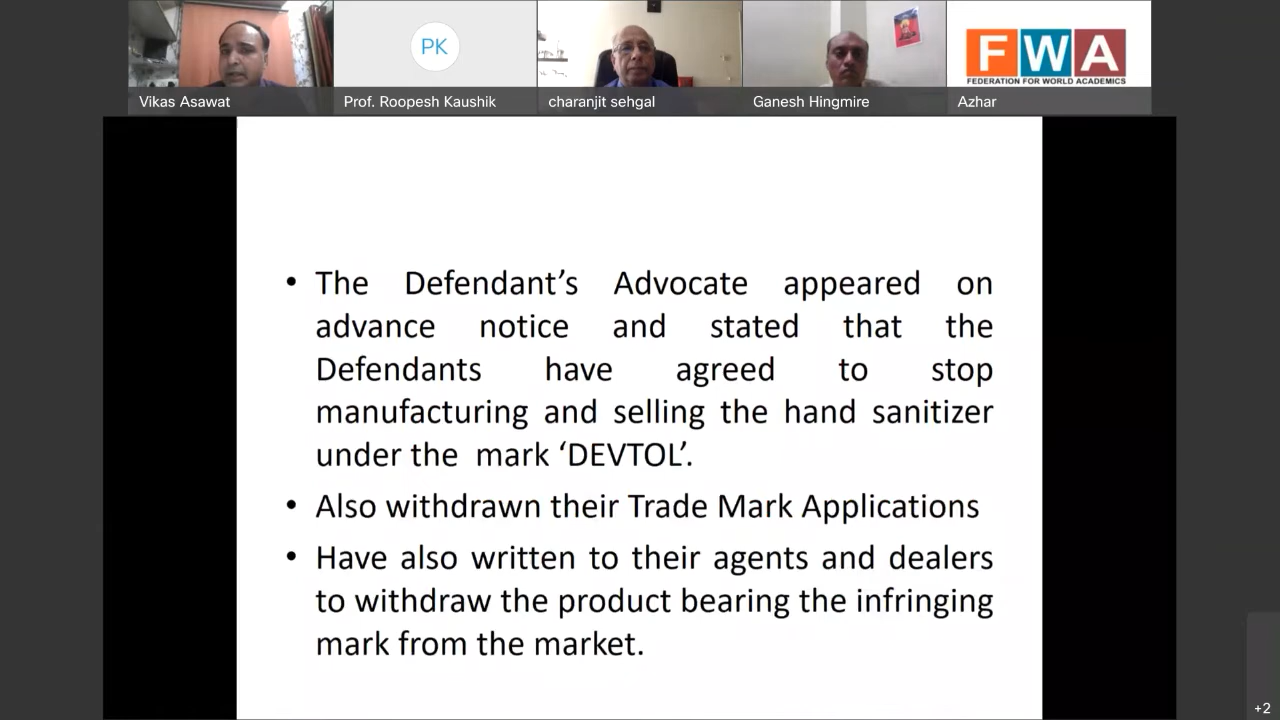 FWA
FEDERATION FOR WORLD ACADEMICS
PK
Vikas Asawat
Prof. Roopesh Kaushik
charanjit sehgal
Ganesh Hingmire
Azhar
• The Defendant’s Advocate appeared on
advance notice and stated that the
Defendants have agreed to stop
manufacturing and selling the hand sanitizer
under the mark ‘DEVTOL’.
• Also withdrawn their Trade Mark Applications
• Have also written to their agents and dealers
to withdraw the product bearing the infringing
mark from the market.
+2